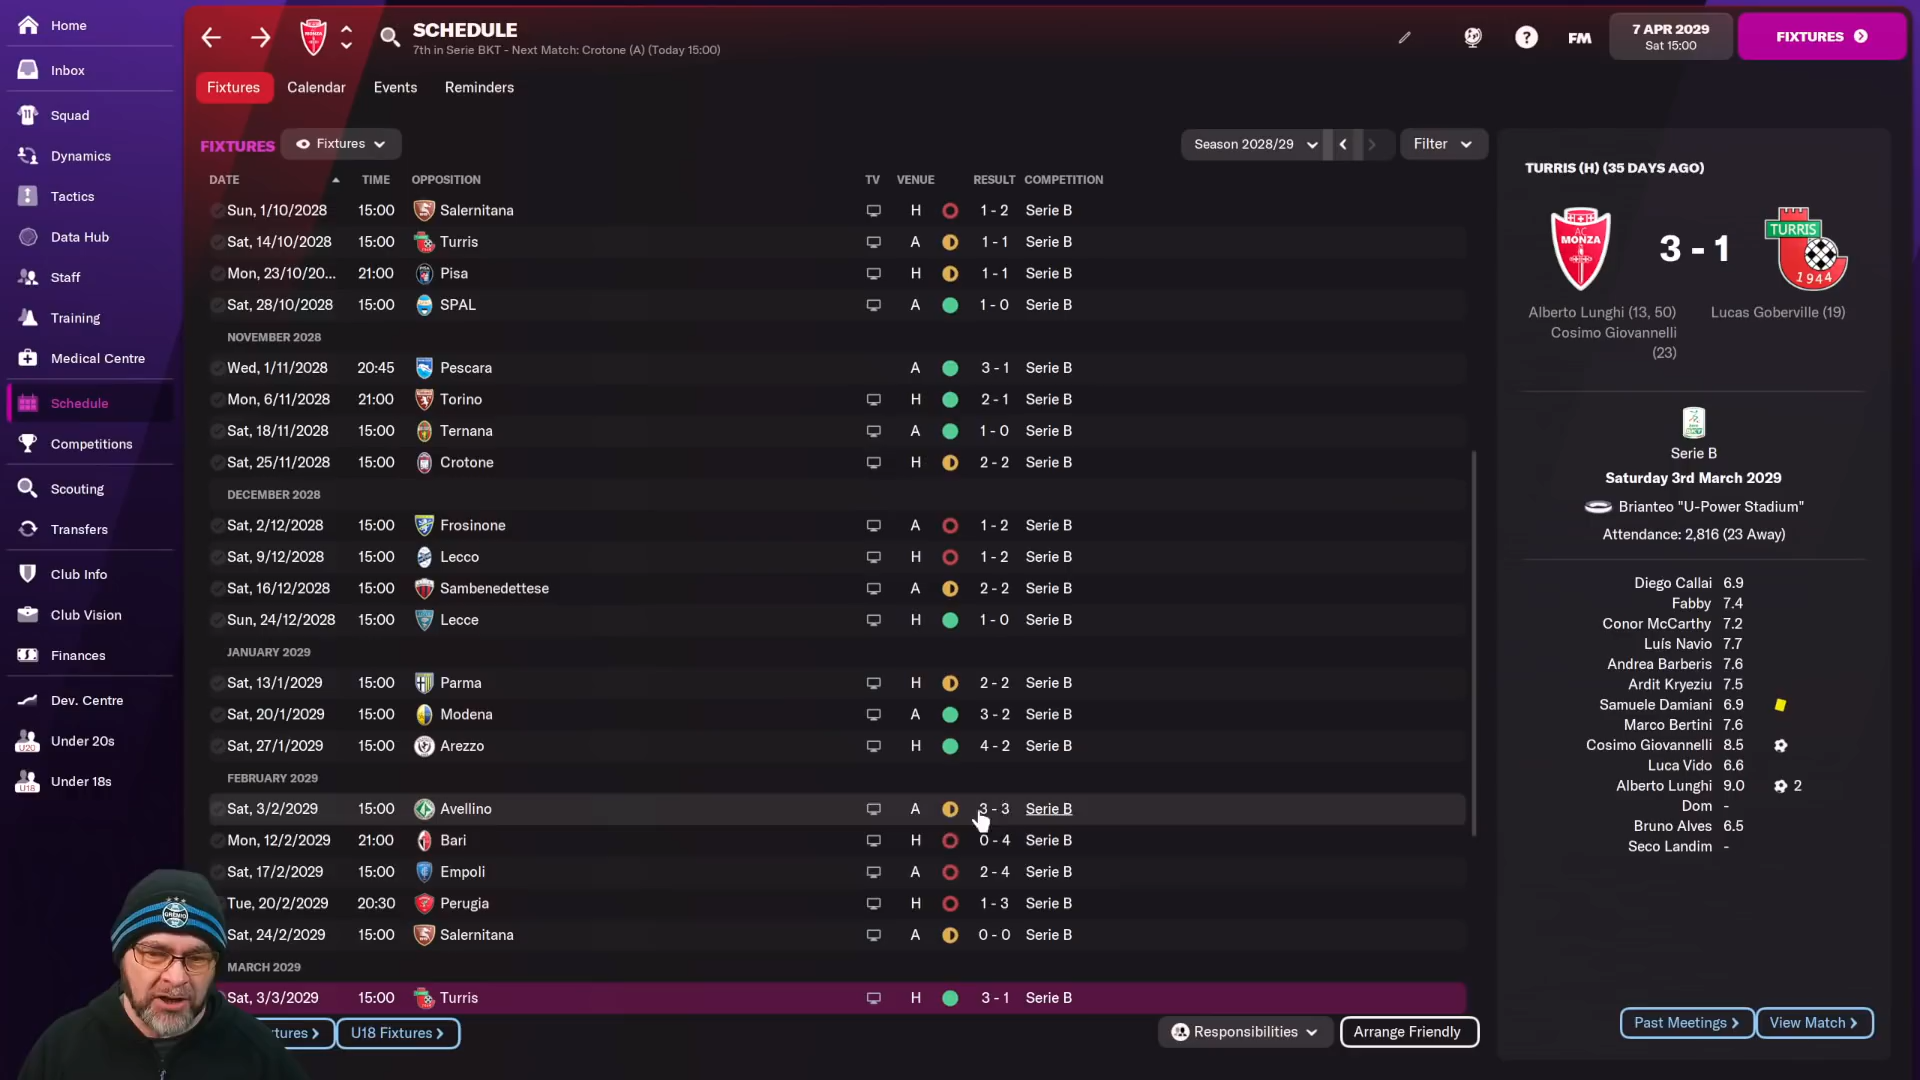 Home
Inbox
Squad
Dynamics
Tactics
Data Hub
Staff
Training
Medical Centre
Schedule
Competitions
Scouting
Transfers
Club Info
Club Vision
Finances
Dev. Centre
U20 Under 20s
U18 Under 18s
SCHEDULE
7th in Serie BKT - Next Match: Crotone (A) (Today 15:00)
? FM
7 APR 2029
Sat 15:00
FIXTURES
Fixtures Calendar Events Reminders
FIXTURES Fixtures Season 2028/29 Filter
DATE TIME OPPOSITION TV VENUE RESULT COMPETITION
Sun, 1/10/2028 15:00 Salernitana H 1 - 2 Serie B
Sat, 14/10/2028 15:00 Turris A 1 - 1 Serie B
Mon, 23/10/20... 21:00 Pisa H 1 - 1 Serie B
Sat, 28/10/2028 15:00 SPAL A 1 - 0 Serie B
NOVEMBER 2028
Wed, 1/11/2028 20:45 Pescara A 3 - 1 Serie B
Mon, 6/11/2028 21:00 Torino H 2 - 1 Serie B
Sat, 18/11/2028 15:00 Ternana A 1 - 0 Serie B
Sat, 25/11/2028 15:00 Crotone H 2 - 2 Serie B
DECEMBER 2028
Sat, 2/12/2028 15:00 Frosinone A 1 - 2 Serie B
Sat, 9/12/2028 15:00 Lecco H 1 - 2 Serie B
Sat, 16/12/2028 15:00 Sambenedettese A 2 - 2 Serie B
Sun, 24/12/2028 15:00 Lecce H 1 - 0 Serie B
JANUARY 2029
Sat, 13/1/2029 15:00 Parma H 2 - 2 Serie B
Sat, 20/1/2029 15:00 Modena A 3 - 2 Serie B
Sat, 27/1/2029 15:00 Arezzo H 4 - 2 Serie B
FEBRUARY 2029
Sat, 3/2/2029 15:00 Avellino A 3 - 3 Serie B
Mon, 12/2/2029 21:00 Bari H 0 - 4 Serie B
Sat, 17/2/2029 15:00 Empoli A 2 - 4 Serie B
Tue, 20/2/2029 20:30 Perugia H 1 - 3 Serie B
Sat, 24/2/2029 15:00 Salernitana A 0 - 0 Serie B
MARCH 2029
Sat, 3/3/2029 15:00 Turris H 3 - 1 Serie B
U18 Fixtures Responsibilities Arrange Friendly
TURRIS (H) (35 DAYS AGO)
AC MONZA
3 - 1
TURRIS
1944
Alberto Lunghi (13, 50)
Cosimo Giovannelli
(23)
Lucas Goberville (19)
Serie B
Saturday 3rd March 2029
Brianteo "U-Power Stadium"
Attendance: 2,816 (23 Away)
Diego Callai 6.9
Fabby 7.4
Conor McCarthy 7.2
Luís Navio 7.7
Andrea Barberis 7.6
Ardit Kryeziu 7.5
Samuele Damiani 6.9
Marco Bertini 7.6
Cosimo Giovannelli 8.5
Luca Vido 6.6
Alberto Lunghi 9.0 2
Dom -
Bruno Alves 6.5
Seco Landim -
Past Meetings View Match
GRÊMIO